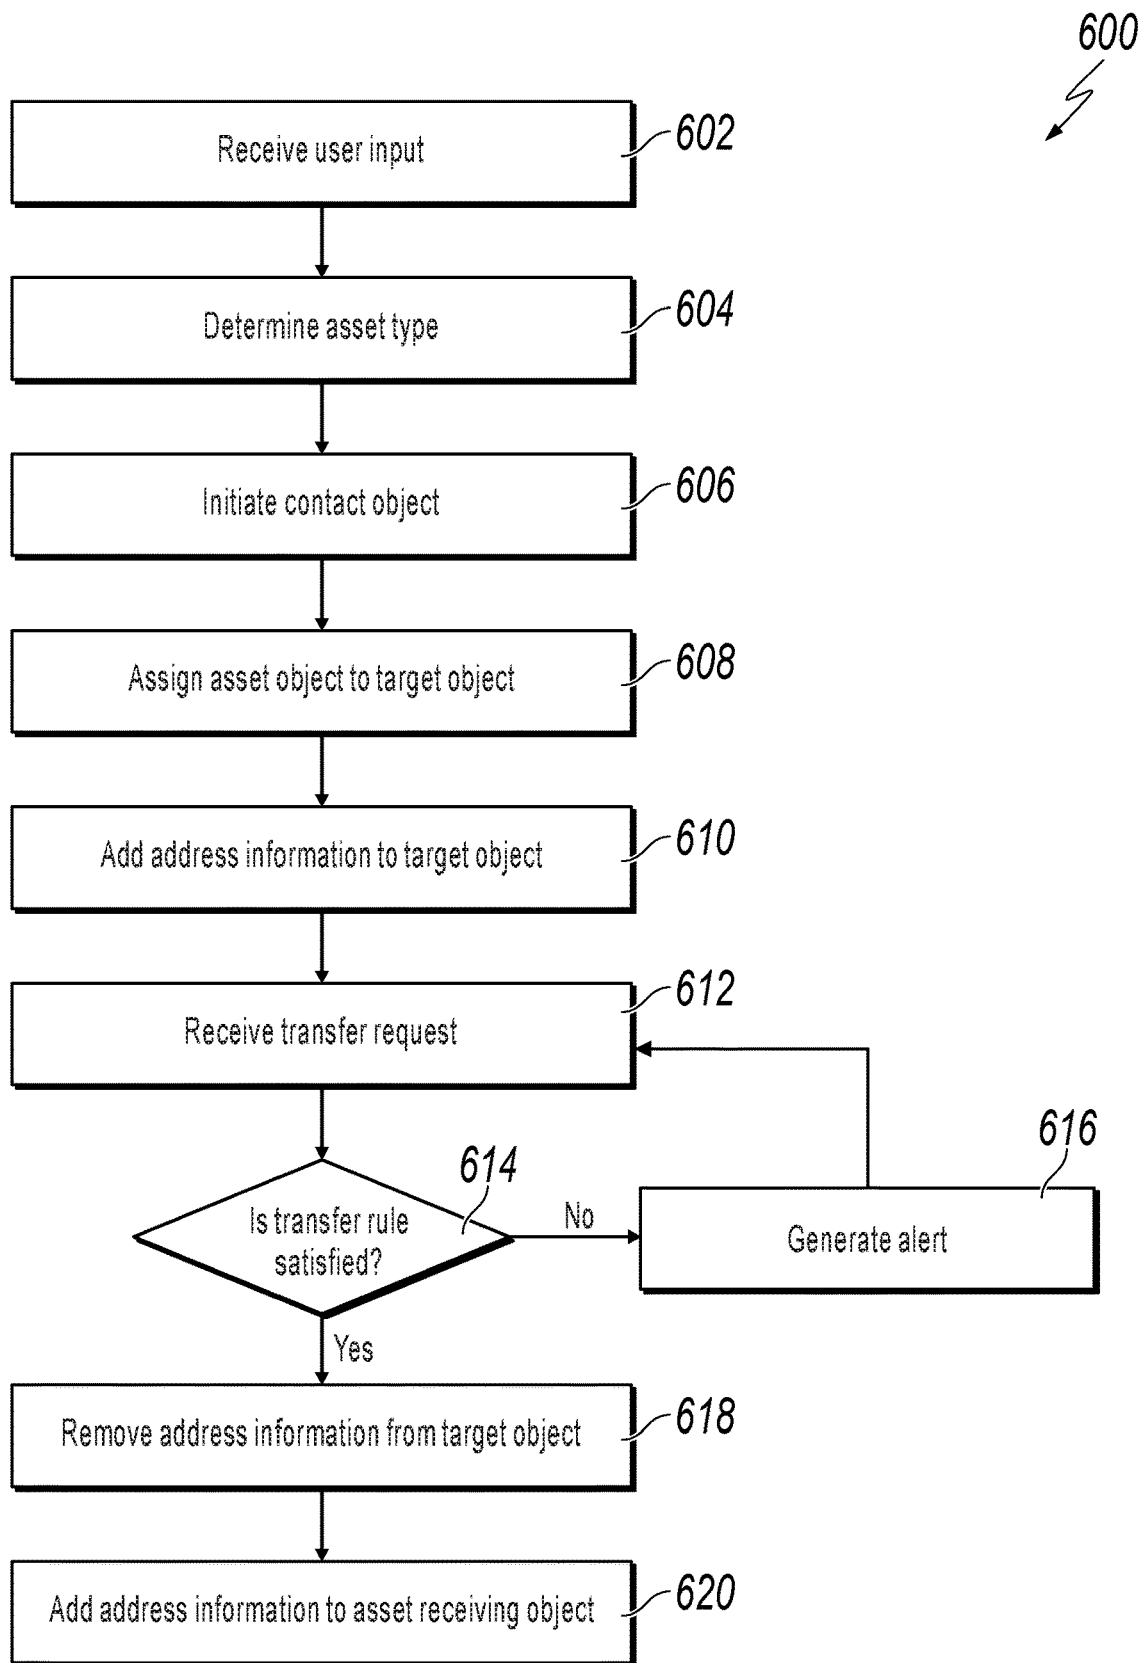 600
Receive user input
602
Determine asset type
604
Initiate contact object
606
Assign asset object to target object
608
Add address information to target object
610
Receive transfer request
612
Is transfer rule
satisfied?
614
No
Generate alert
616
Yes
Remove address information from target object
618
Add address information to asset receiving object
620